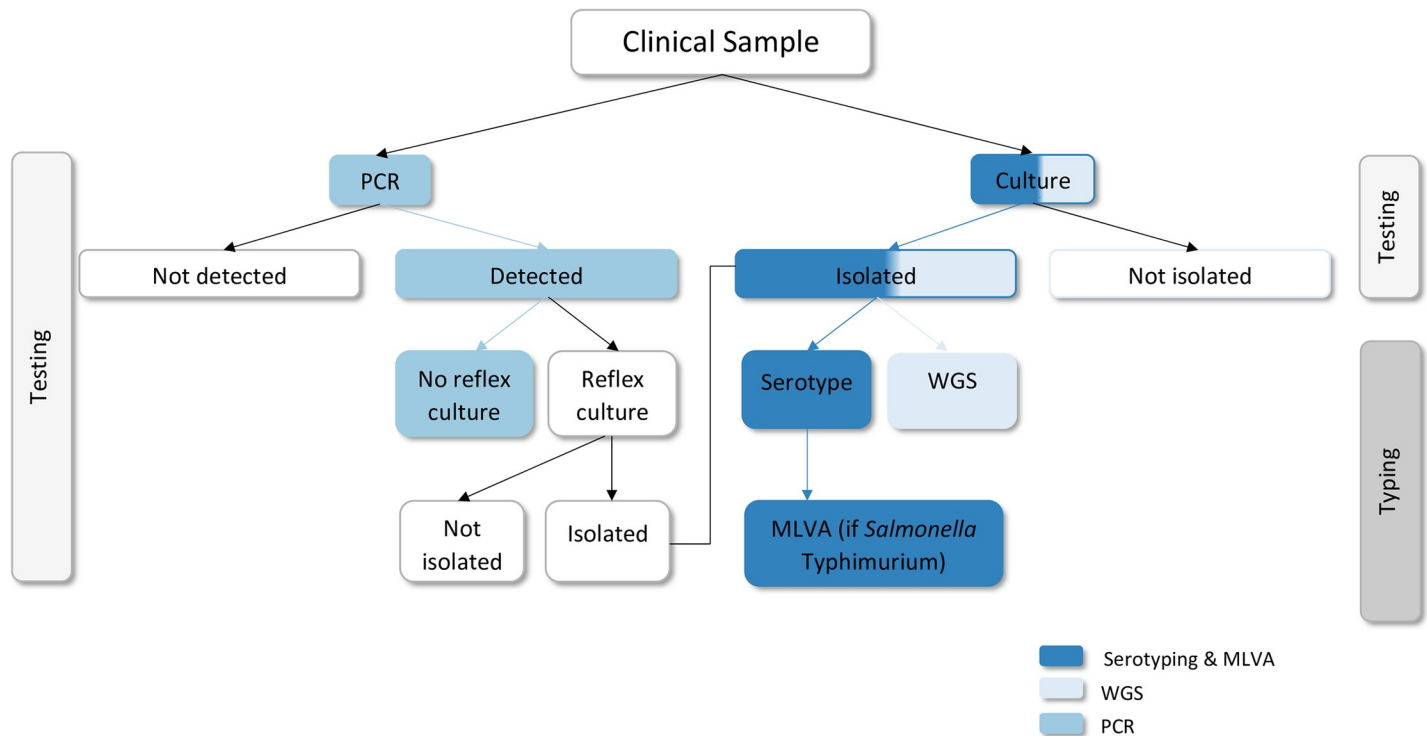 Clinical Sample
PCR
Culture
Testing
Testing
Not detected
Detected
Isolated
Not isolated
No reflex
culture
Reflex
culture
Serotype
WGS
Typing
Not
isolated
Isolated
MLVA (if Salmonella
Typhimurium)
Serotyping & MLVA
WGS
PCR